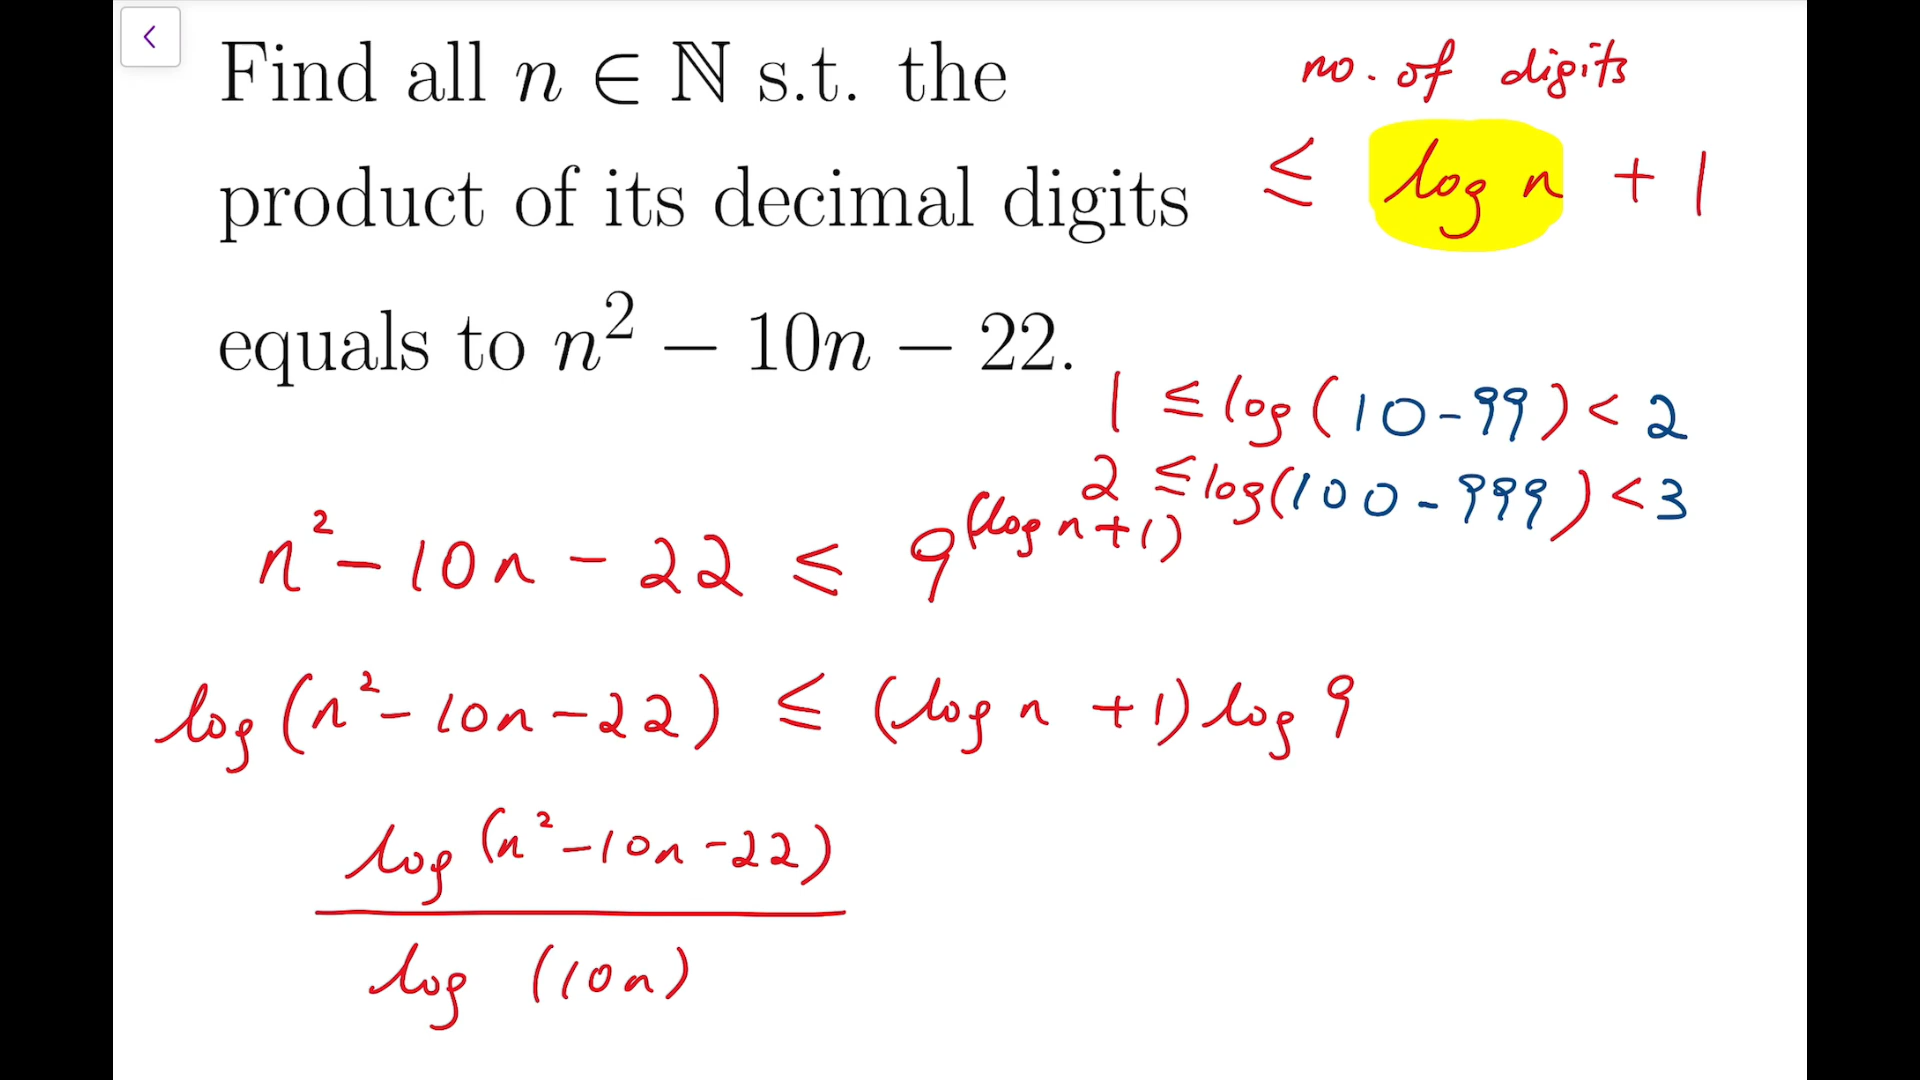 Find all n ∈ ℕ s.t. the
product of its decimal digits
equals to n² – 10n – 22.
no. of digits
≤ log n + 1
1 ≤ log(10-99) < 2
2 ≤ log(100-999) < 3
n² – 10n – 22 ≤ 9^(log n+1)
log (n² – 10n – 22) ≤ (log n + 1) log 9
log (n² – 10n – 22)
log (10n)